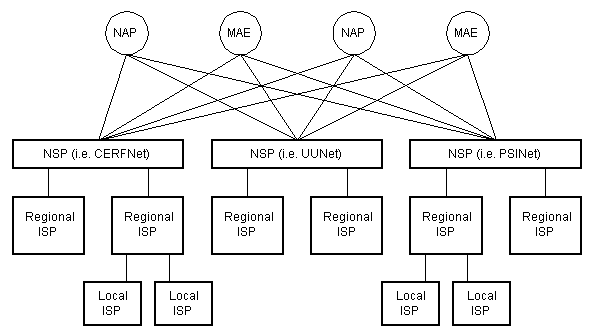 NAP
MAE
NAP
MAE
NSP (i.e. CERFNet)
NSP (i.e. UUNet)
NSP (i.e. PSINet)
Regional
ISP
Regional
ISP
Regional
ISP
Regional
ISP
Regional
ISP
Regional
ISP
Local
ISP
Local
ISP
Local
ISP
Local
ISP